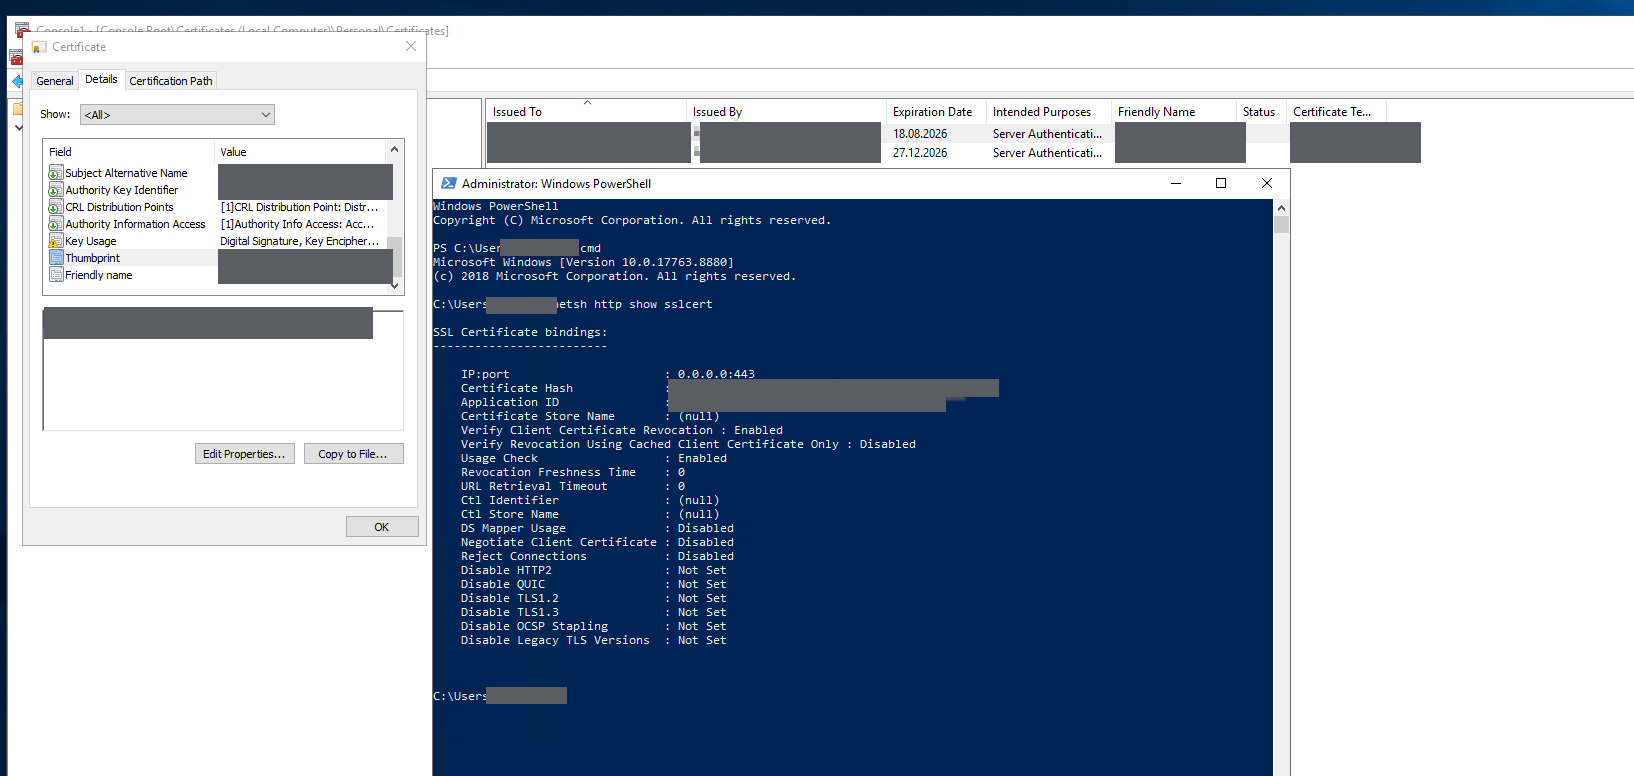 Console1 - [Console Root\Certificates (Local Computer)\Personal\Certificates]
Certificate
General Details Certification Path
Show: <All>
Field Value
Subject Alternative Name
Authority Key Identifier
CRL Distribution Points [1]CRL Distribution Point: Distr...
Authority Information Access [1]Authority Info Access: Acc...
Key Usage Digital Signature, Key Encipher...
Thumbprint
Friendly name
Edit Properties... Copy to File...
OK
Issued To Issued By Expiration Date Intended Purposes Friendly Name Status Certificate Te...
18.08.2026 Server Authenticati...
27.12.2026 Server Authenticati...
Administrator: Windows PowerShell
Windows PowerShell
Copyright (C) Microsoft Corporation. All rights reserved.
PS C:\User cmd
Microsoft Windows [Version 10.0.17763.8880]
(c) 2018 Microsoft Corporation. All rights reserved.
C:\Users netsh http show sslcert
SSL Certificate bindings:
-------------------------
IP:port : 0.0.0.0:443
Certificate Hash :
Application ID :
Certificate Store Name : (null)
Verify Client Certificate Revocation : Enabled
Verify Revocation Using Cached Client Certificate Only : Disabled
Usage Check : Enabled
Revocation Freshness Time : 0
URL Retrieval Timeout : 0
Ctl Identifier : (null)
Ctl Store Name : (null)
DS Mapper Usage : Disabled
Negotiate Client Certificate : Disabled
Reject Connections : Disabled
Disable HTTP2 : Not Set
Disable QUIC : Not Set
Disable TLS1.2 : Not Set
Disable TLS1.3 : Not Set
Disable OCSP Stapling : Not Set
Disable Legacy TLS Versions : Not Set
C:\Users